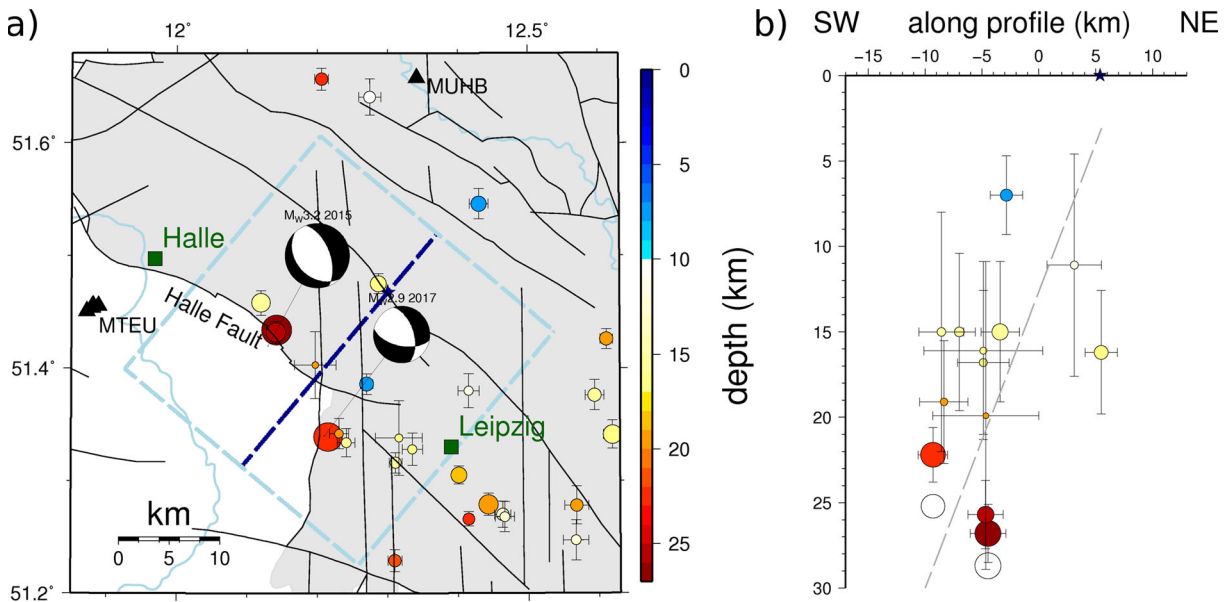 a)
12˚
12.5˚
51.6˚
51.4˚
51.2˚
MUHB
Mw3.2 2015
Halle
Mw2.9 2017
Halle Fault
MTEU
Leipzig
km
0 5 10
0
5
10
15
20
25
depth (km)
b) SW along profile (km) NE
−15 −10 −5 0 5 10
0
5
10
15
20
25
30